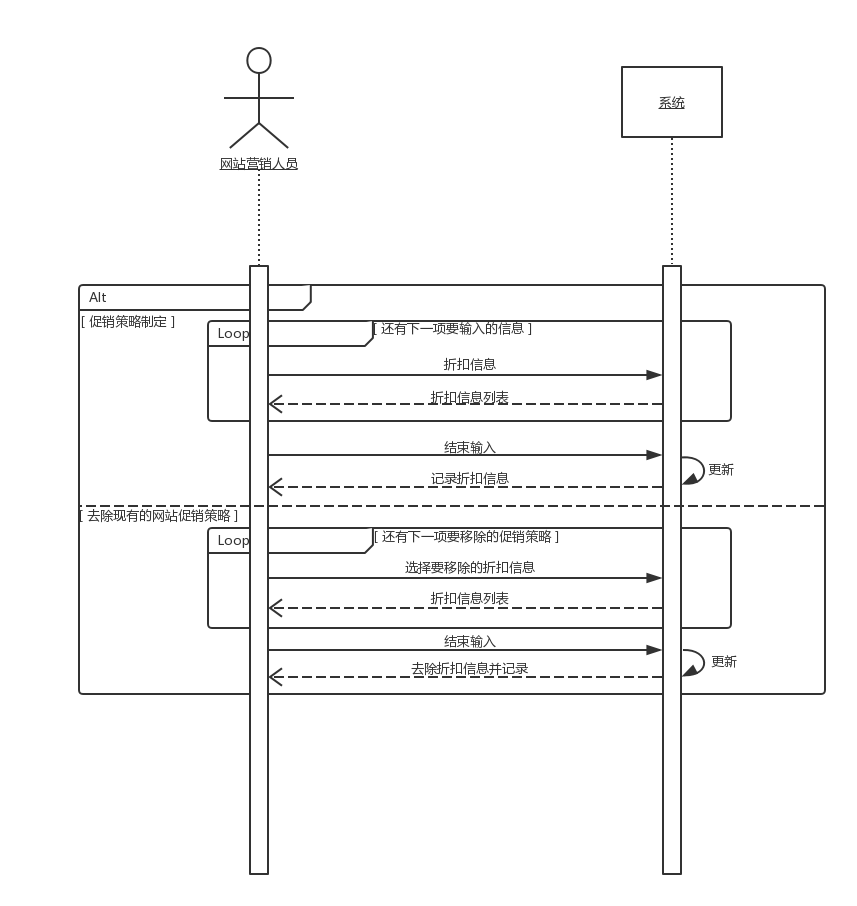 系统
网站营销人员
Alt
[ 促销策略制定 ]
Loop
[ 还有下一项要输入的信息 ]
折扣信息
折扣信息列表
结束输入
更新
记录折扣信息
[ 去除现有的网站促销策略 ]
Loop
[ 还有下一项要移除的促销策略 ]
选择要移除的折扣信息
折扣信息列表
结束输入
更新
去除折扣信息并记录